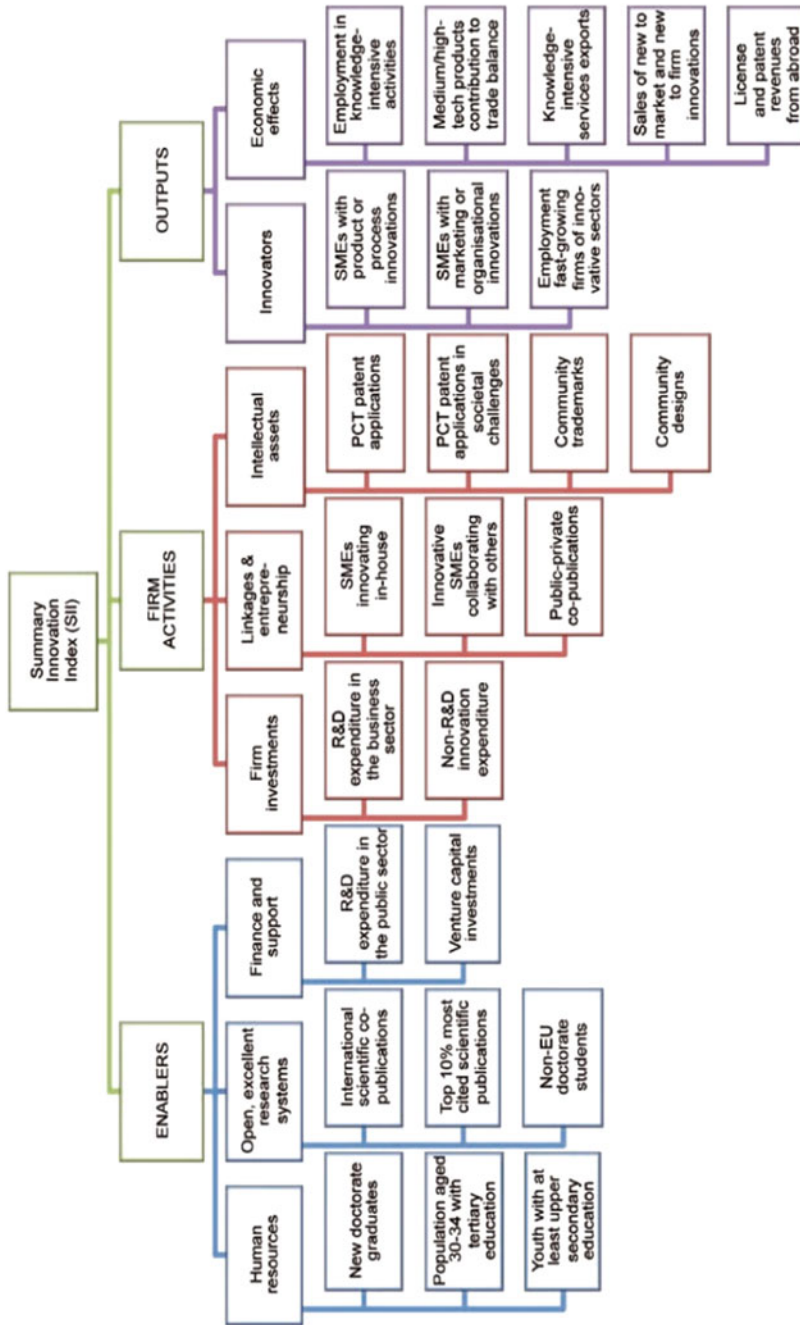 Summary
Innovation
Index (SII)
ENABLERS
Human
resources
New doctorate
graduates
Population aged
30-34 with
tertiary
education
Youth with at
least upper
secondary
education
Open, excellent
research
systems
International
scientific co-
publications
Top 10% most
cited scientific
publications
Non-EU
doctorate
students
Finance and
support
R&D
expenditure in
the public sector
Venture capital
investments
FIRM
ACTIVITIES
Firm
investments
R&D
expenditure in
the business
sector
Non-R&D
innovation
expenditure
Linkages &
entrepre-
neurship
SMEs
innovating
in-house
Innovative
SMEs
collaborating
with others
Public-private
co-publications
Intellectual
assets
PCT patent
applications
PCT patent
applications in
societal
challenges
Community
trademarks
Community
designs
OUTPUTS
Innovators
SMEs with
product or
process
innovations
SMEs with
marketing or
organisational
innovations
Employment
fast-growing
firms of inno-
vative sectors
Economic
effects
Employment in
knowledge-
intensive
activities
Medium/high-
tech products
contribution to
trade balance
Knowledge-
intensive
services exports
Sales of new to
market and new
to firm
innovations
License
and patent
revenues
from abroad